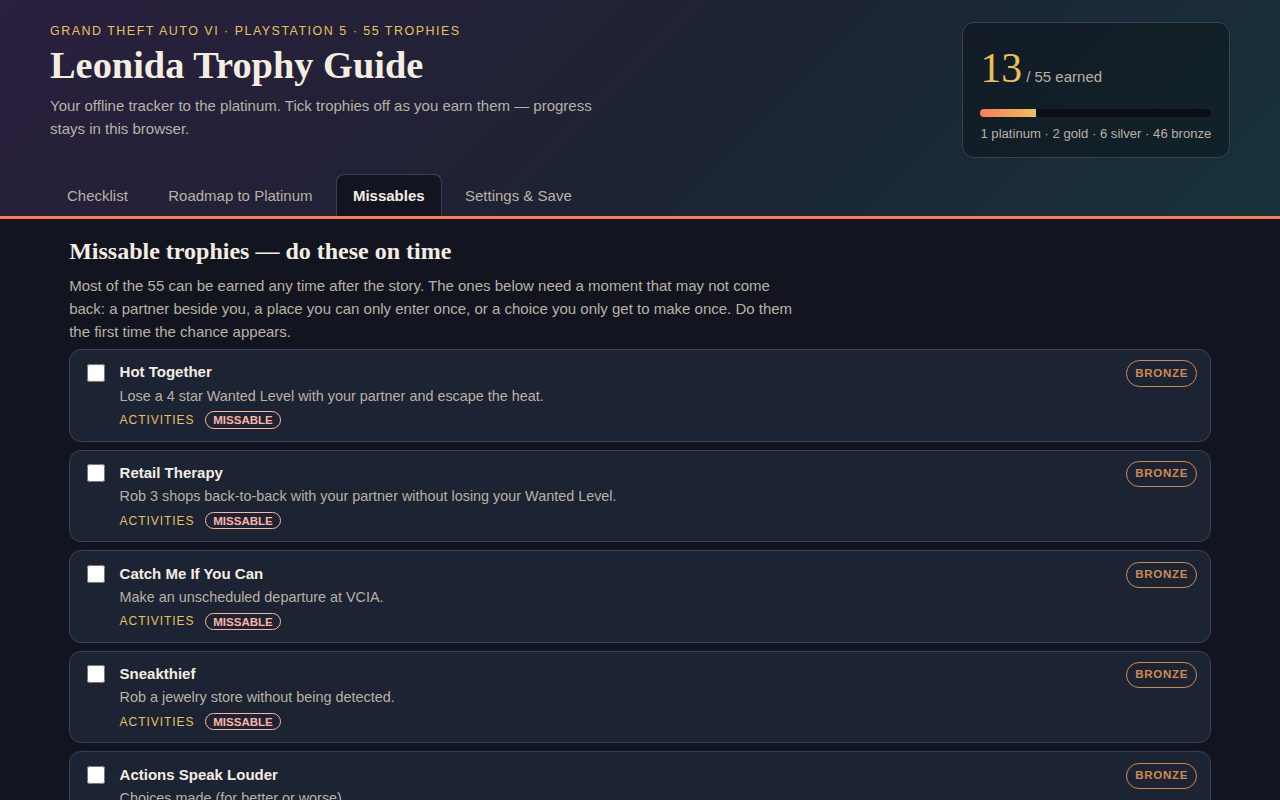 GRAND THEFT AUTO VI · PLAYSTATION 5 · 55 TROPHIES
Leonida Trophy Guide
Your offline tracker to the platinum. Tick trophies off as you earn them — progress
stays in this browser.
13 / 55 earned
1 platinum · 2 gold · 6 silver · 46 bronze
Checklist
Roadmap to Platinum
Missables
Settings & Save
Missable trophies — do these on time
Most of the 55 can be earned any time after the story. The ones below need a moment that may not come
back: a partner beside you, a place you can only enter once, or a choice you only get to make once. Do them
the first time the chance appears.
Hot Together
BRONZE
Lose a 4 star Wanted Level with your partner and escape the heat.
ACTIVITIES MISSABLE
Retail Therapy
BRONZE
Rob 3 shops back-to-back with your partner without losing your Wanted Level.
ACTIVITIES MISSABLE
Catch Me If You Can
BRONZE
Make an unscheduled departure at VCIA.
ACTIVITIES MISSABLE
Sneakthief
BRONZE
Rob a jewelry store without being detected.
ACTIVITIES MISSABLE
Actions Speak Louder
BRONZE
Choices made (for better or worse).